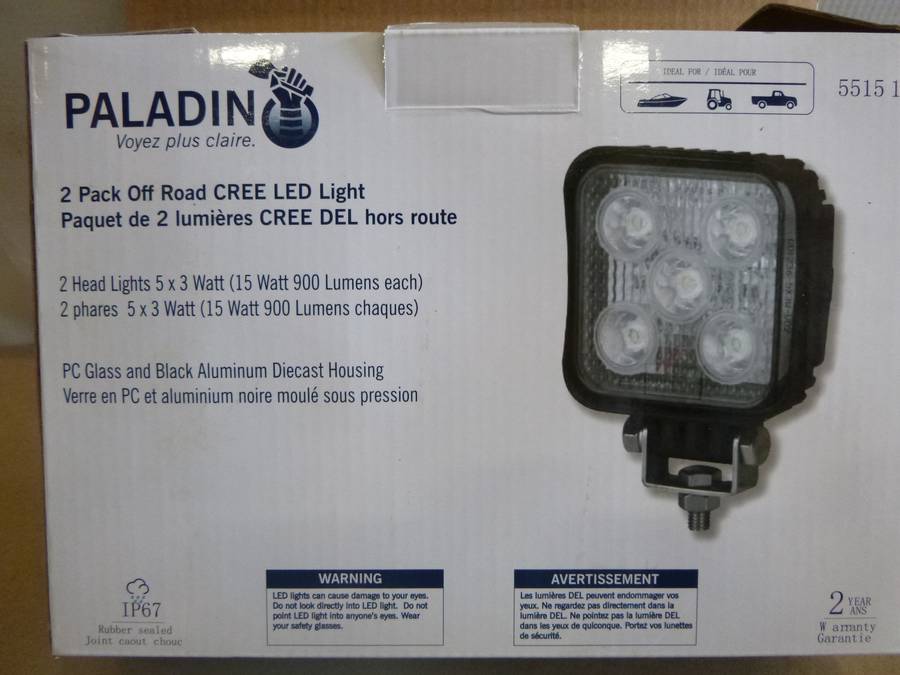 PALADIN
Voyez plus claire.
IDEAL FOR / IDÉAL POUR
5515 1
2 Pack Off Road CREE LED Light
Paquet de 2 lumières CREE DEL hors route
2 Head Lights 5 x 3 Watt (15 Watt 900 Lumens each)
2 phares 5 x 3 Watt (15 Watt 900 Lumens chaques)
PC Glass and Black Aluminum Diecast Housing
Verre en PC et aluminium noire moulé sous pression
IP67
Rubber sealed
Joint caout chouc
WARNING
LED lights can cause damage to your eyes.
Do not look directly into LED light. Do not
point LED light into anyone's eyes. Wear
your safety glasses.
AVERTISSEMENT
Les lumières DEL peuvent endommager vos
yeux. Ne regardez pas directement dans la
lumière DEL. Ne pointez pas la lumière DEL
dans les yeux de quiconque. Portez vos lunettes
de sécurité.
2 YEAR
ANS
Warranty
Garantie